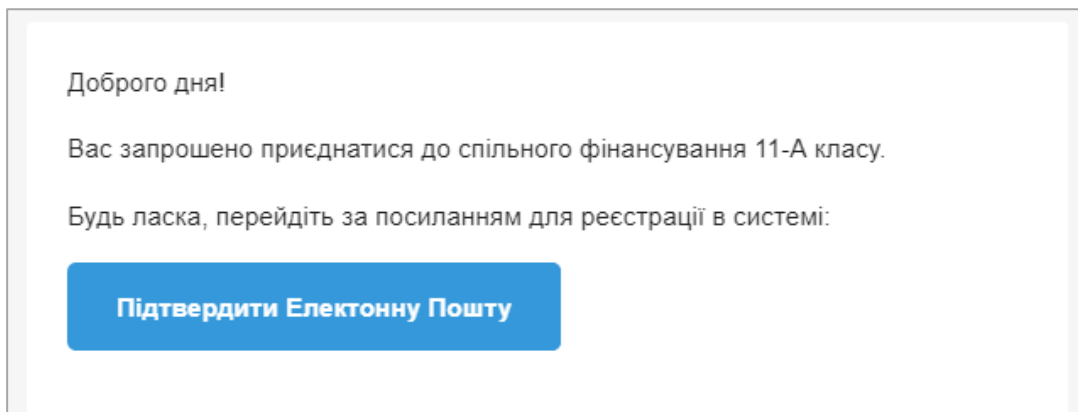 Доброго дня!
Вас запрошено приєднатися до спільного фінансування 11-А класу.
Будь ласка, перейдіть за посиланням для реєстрації в системі:
Підтвердити Електонну Пошту